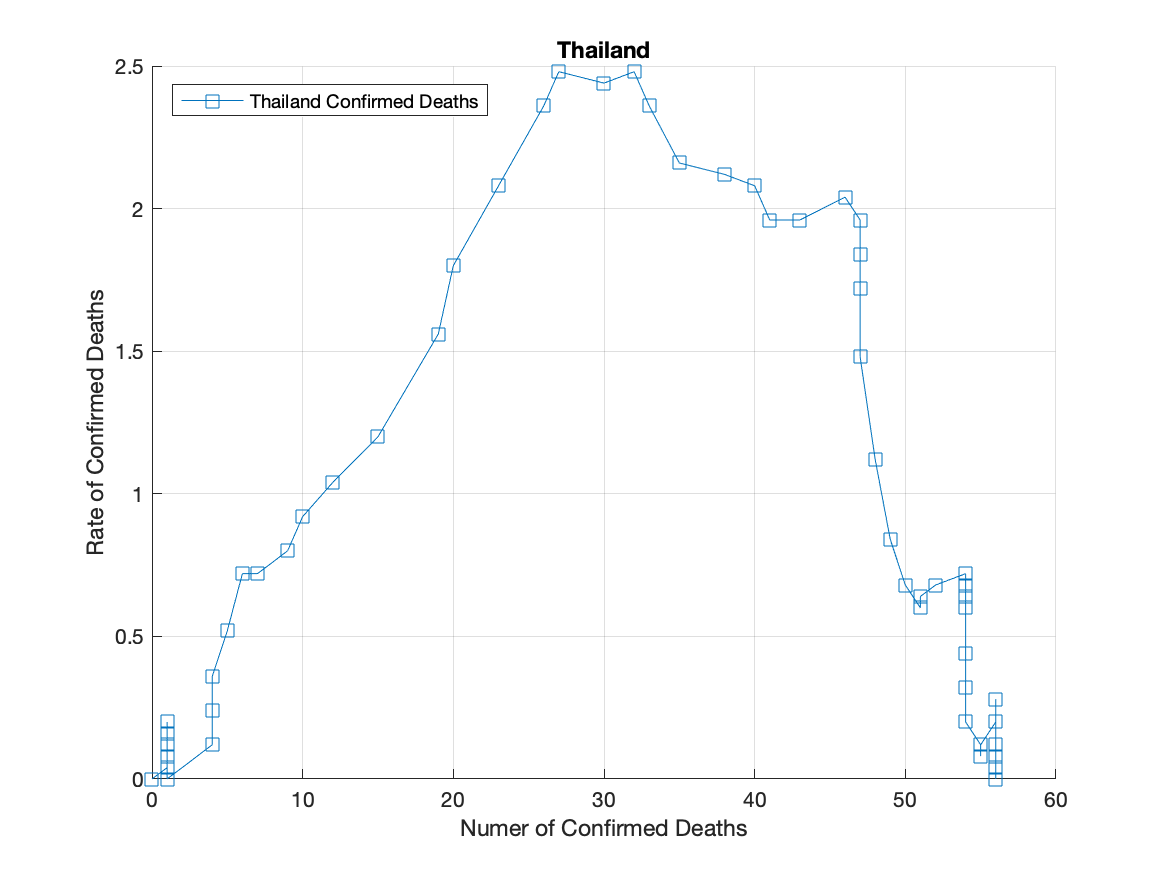 Thailand
Thailand Confirmed Deaths
2.5
2
1.5
1
0.5
0
Rate of Confirmed Deaths
0 10 20 30 40 50 60
Numer of Confirmed Deaths